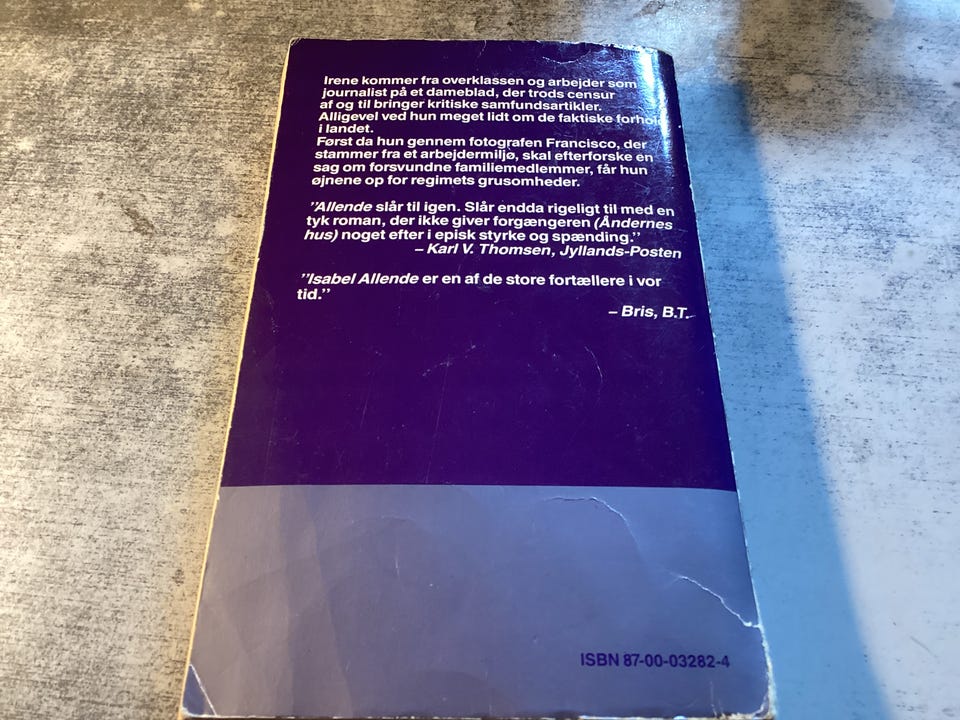 Irene kommer fra overklassen og arbejder som
journalist på et dameblad, der trods censur
af og til bringer kritiske samfundsartikler.
Alligevel ved hun meget lidt om de faktiske forhold
i landet.
Først da hun gennem fotografen Francisco, der
stammer fra et arbejdermiljø, skal efterforske en
sag om forsvundne familiemedlemmer, får hun
øjnene op for regimets grusomheder.
"Allende slår til igen. Slår endda rigeligt til med en
tyk roman, der ikke giver forgængeren (Åndernes
hus) noget efter i episk styrke og spænding."
– Karl V. Thomsen, Jyllands-Posten
"Isabel Allende er en af de store fortællere i vor
tid."
– Bris, B.T.
ISBN 87-00-03282-4